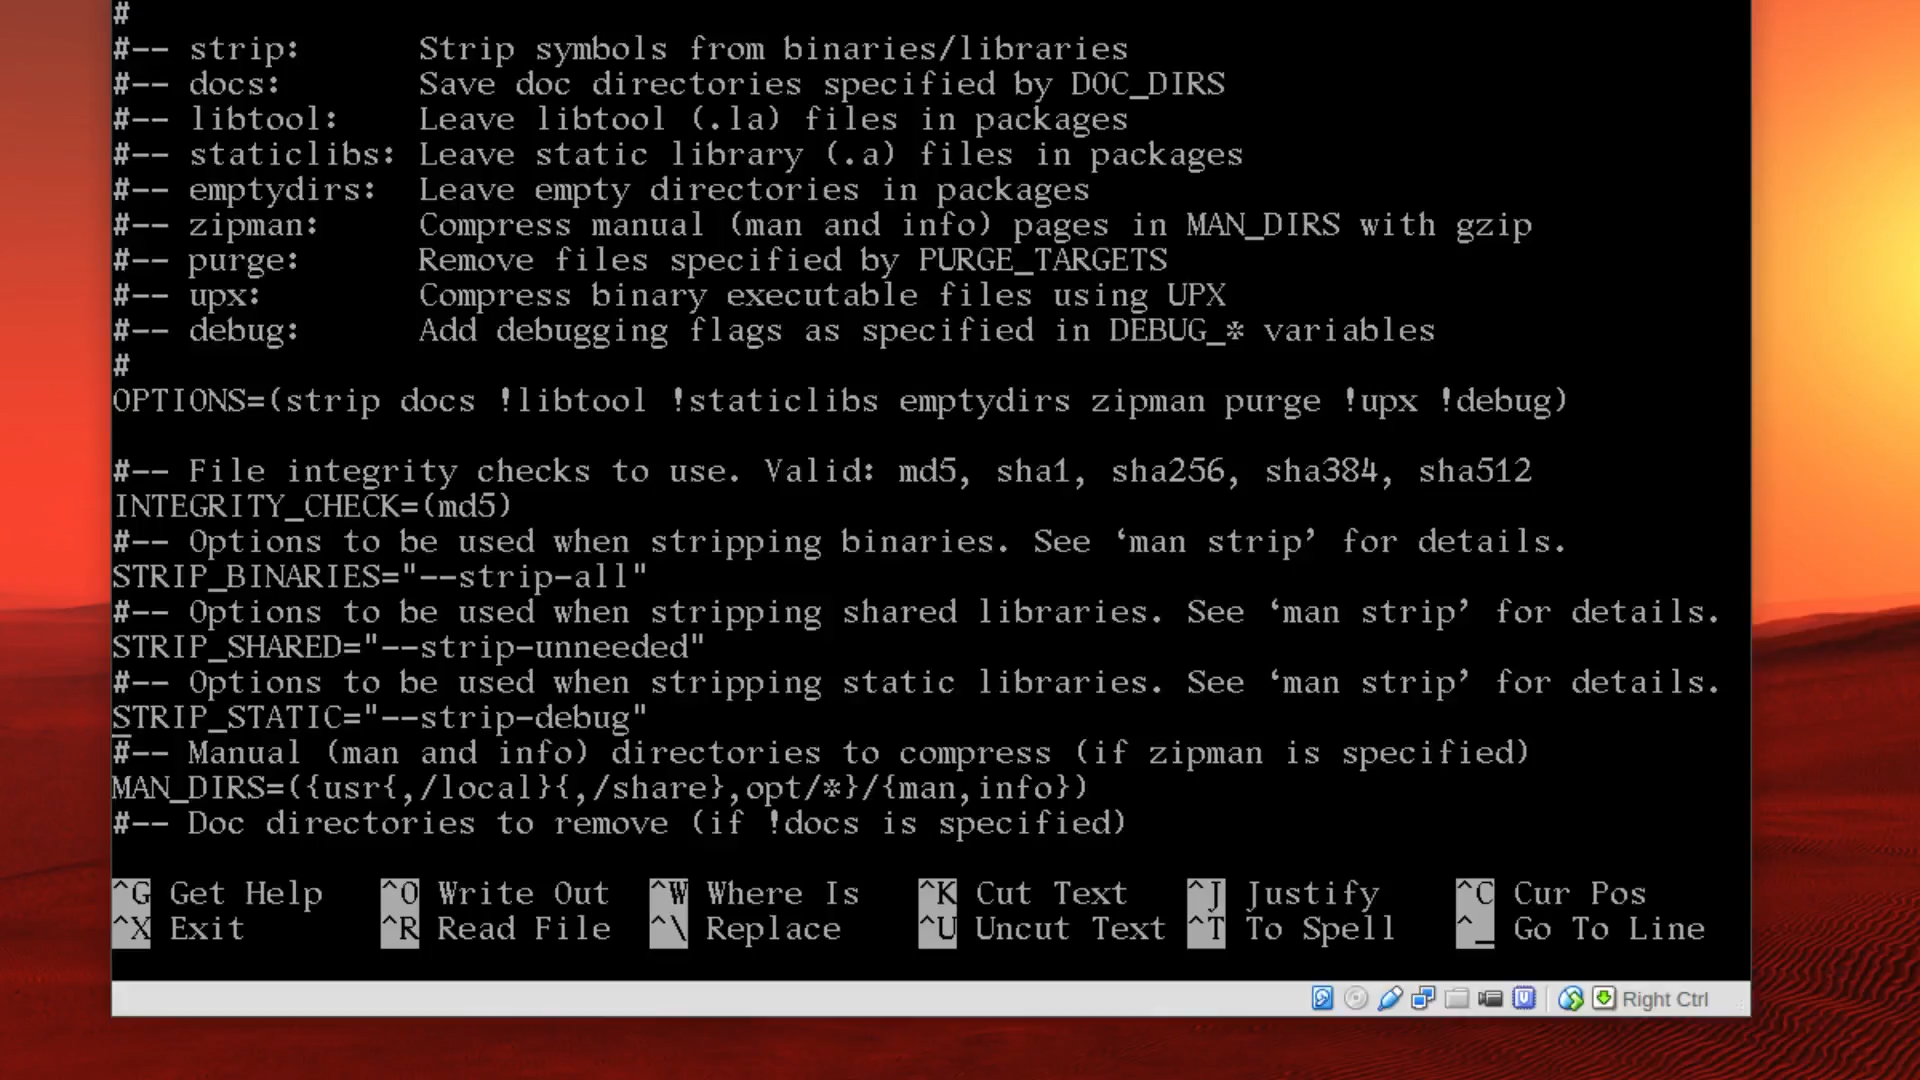 #
#-- strip:      Strip symbols from binaries/libraries
#-- docs:       Save doc directories specified by DOC_DIRS
#-- libtool:    Leave libtool (.la) files in packages
#-- staticlibs: Leave static library (.a) files in packages
#-- emptydirs:  Leave empty directories in packages
#-- zipman:     Compress manual (man and info) pages in MAN_DIRS with gzip
#-- purge:      Remove files specified by PURGE_TARGETS
#-- upx:        Compress binary executable files using UPX
#-- debug:      Add debugging flags as specified in DEBUG_* variables
#
OPTIONS=(strip docs !libtool !staticlibs emptydirs zipman purge !upx !debug)
#-- File integrity checks to use. Valid: md5, sha1, sha256, sha384, sha512
INTEGRITY_CHECK=(md5)
#-- Options to be used when stripping binaries. See ‘man strip’ for details.
STRIP_BINARIES="--strip-all"
#-- Options to be used when stripping shared libraries. See ‘man strip’ for details.
STRIP_SHARED="--strip-unneeded"
#-- Options to be used when stripping static libraries. See ‘man strip’ for details.
STRIP_STATIC="--strip-debug"
#-- Manual (man and info) directories to compress (if zipman is specified)
MAN_DIRS=({usr{,/local}{,/share},opt/*}/{man,info})
#-- Doc directories to remove (if !docs is specified)
^G Get Help   ^O Write Out  ^W Where Is   ^K Cut Text   ^J Justify    ^C Cur Pos
^X Exit       ^R Read File  ^\ Replace    ^U Uncut Text ^T To Spell   ^_ Go To Line
Right Ctrl